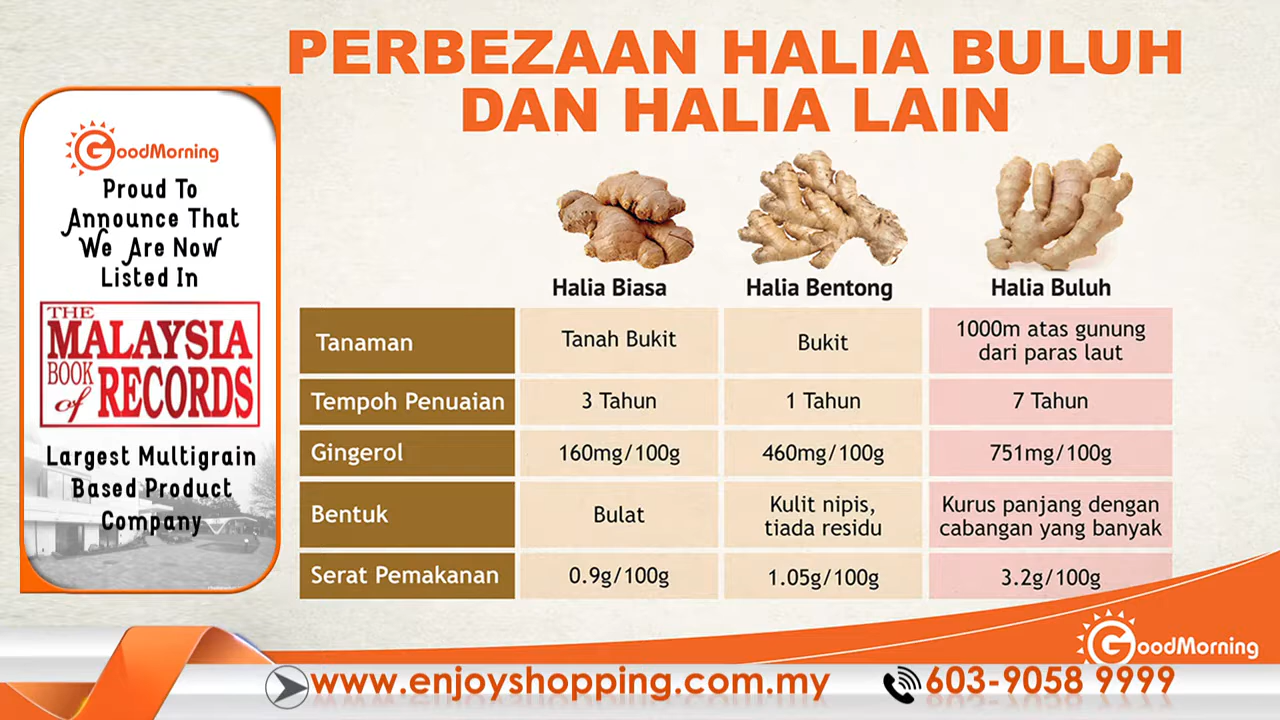 PERBEZAAN HALIA BULUH
DAN HALIA LAIN
GoodMorning
Proud To
Announce That
We Are Now
Listed In
THE
MALAYSIA
BOOK
of RECORDS
Largest Multigrain
Based Product
Company
Halia Biasa
Halia Bentong
Halia Buluh
Tanaman
Tanah Bukit
Bukit
1000m atas gunung
dari paras laut
Tempoh Penuaian
3 Tahun
1 Tahun
7 Tahun
Gingerol
160mg/100g
460mg/100g
751mg/100g
Bentuk
Bulat
Kulit nipis,
tiada residu
Kurus panjang dengan
cabangan yang banyak
Serat Pemakanan
0.9g/100g
1.05g/100g
3.2g/100g
GoodMorning
www.enjoyshopping.com.my
603-9058 9999